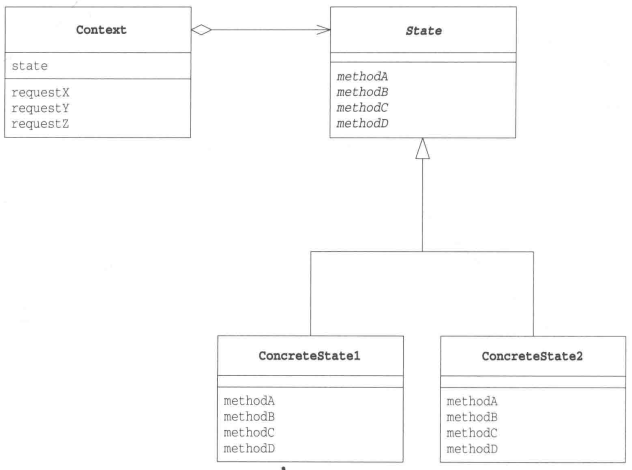 Context
state
requestX
requestY
requestZ
State
methodA
methodB
methodC
methodD
ConcreteState1
methodA
methodB
methodC
methodD
ConcreteState2
methodA
methodB
methodC
methodD